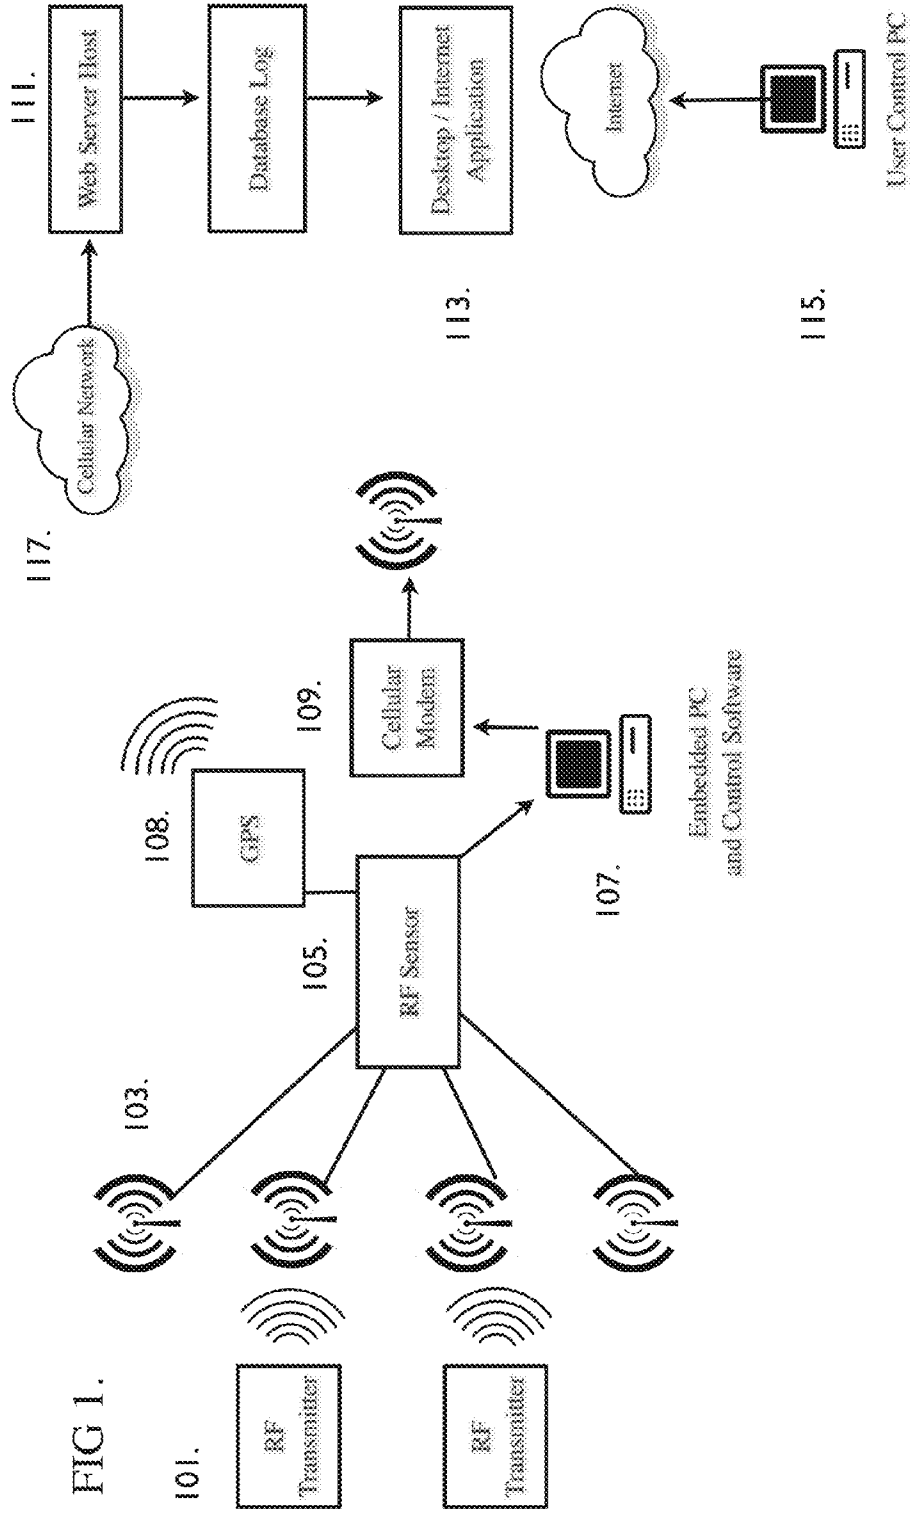 FIG 1.
101.
RF
Transmitter
RF
Transmitter
103.
105.
RF Sensor
108.
GPS
107.
Embedded PC
and Control Software
109.
Cellular
Modem
117.
Cellular Network
111.
Web Server Host
Database Log
113.
Desktop / Internet
Application
Internet
115.
User Control PC